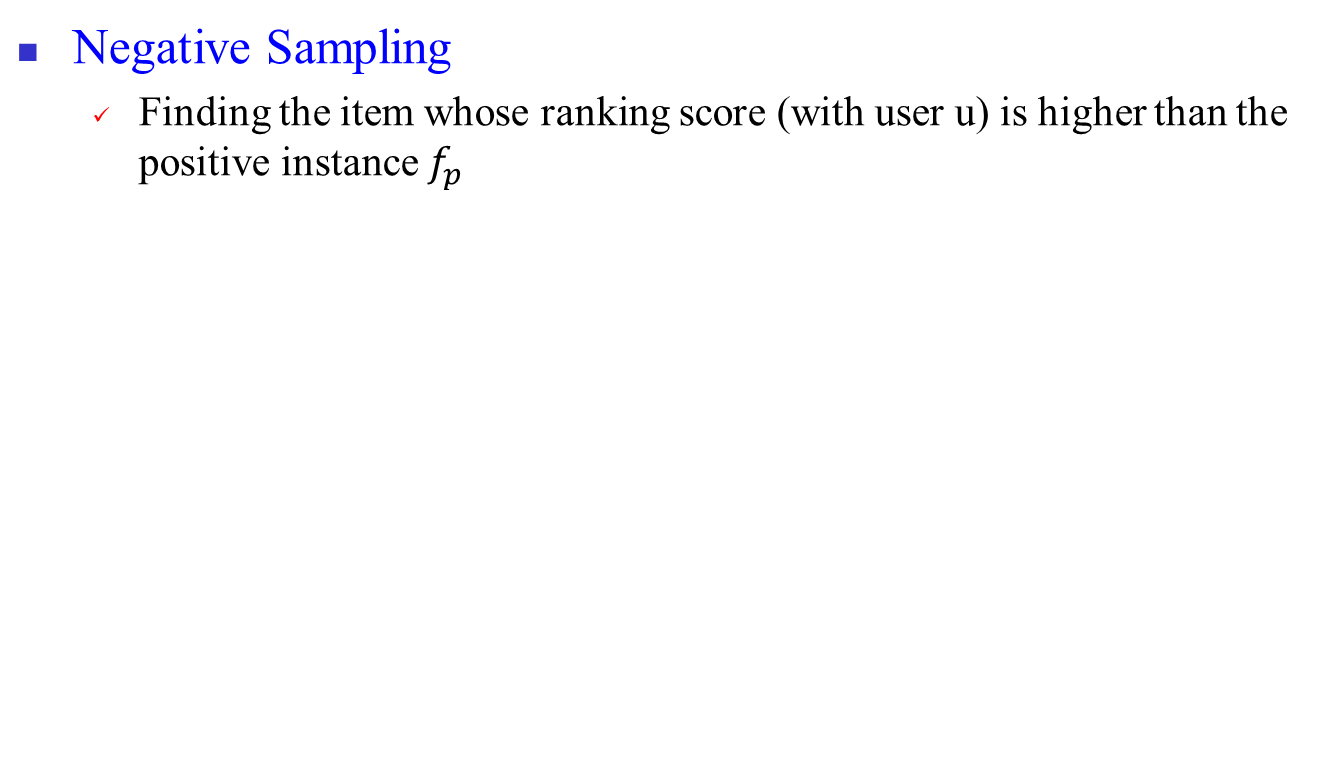 Negative Sampling
Finding the item whose ranking score (with user u) is higher than the
positive instance $f_p$